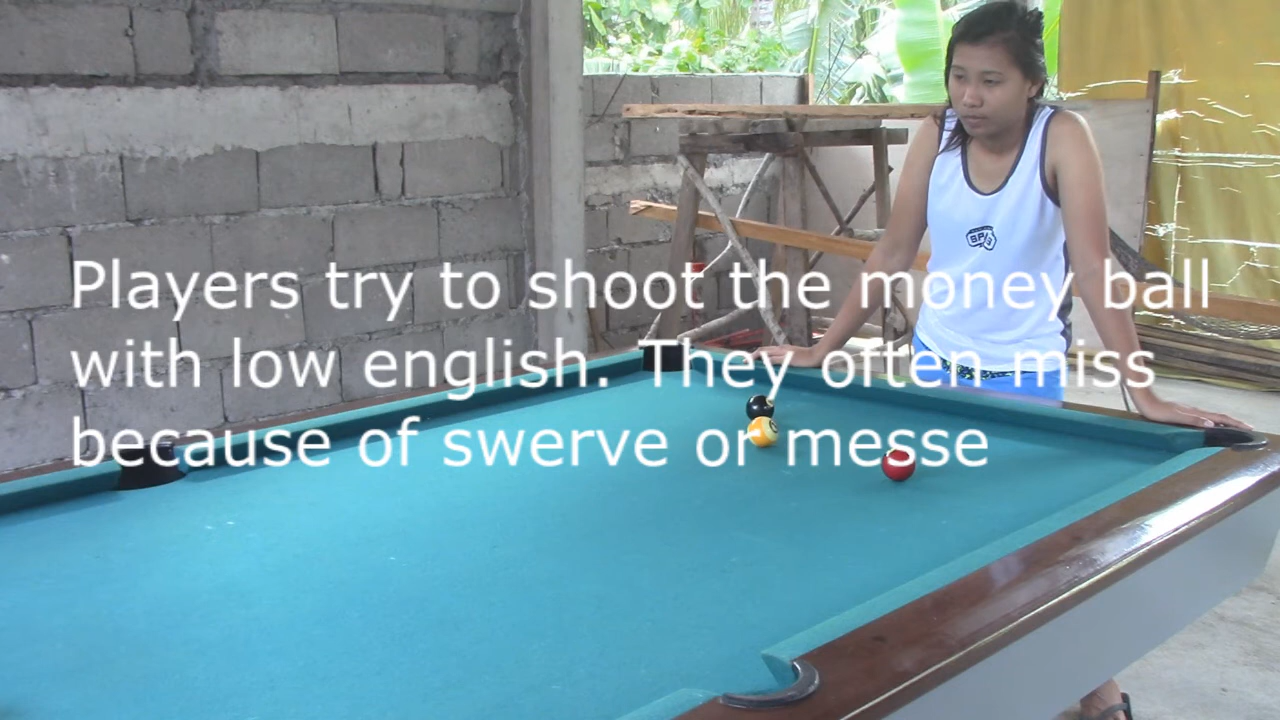 Players try to shoot the money ball
with low english. They often miss
because of swerve or messe